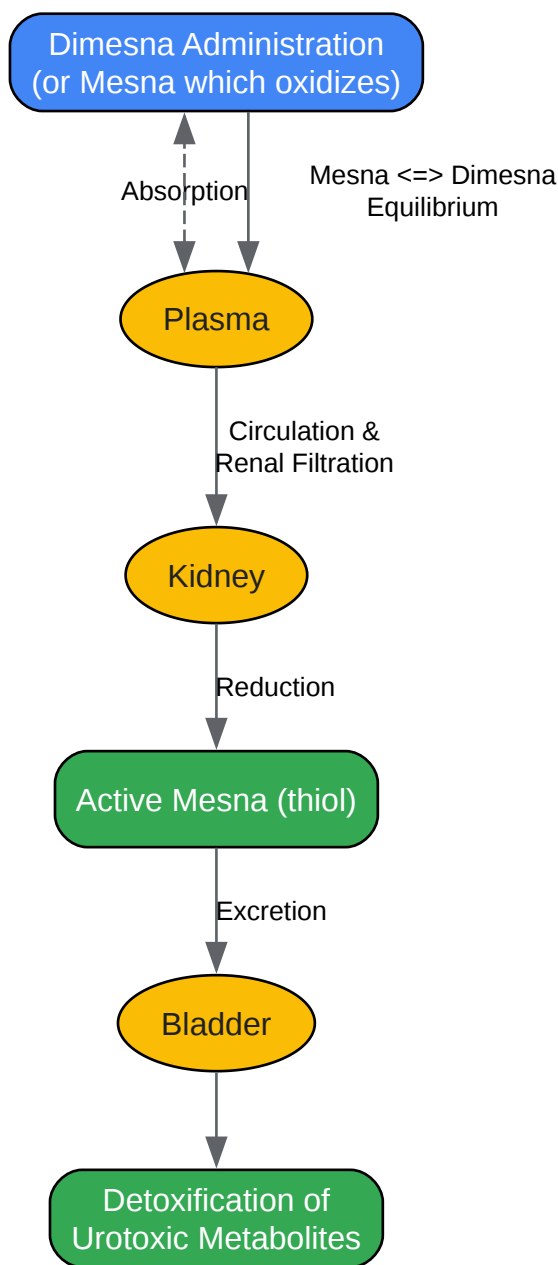 Dimesna Administration
(or Mesna which oxidizes)
Absorption
Mesna <=> Dimesna
Equilibrium
Plasma
Circulation &
Renal Filtration
Kidney
Reduction
Active Mesna (thiol)
Excretion
Bladder
Detoxification of
Urotoxic Metabolites